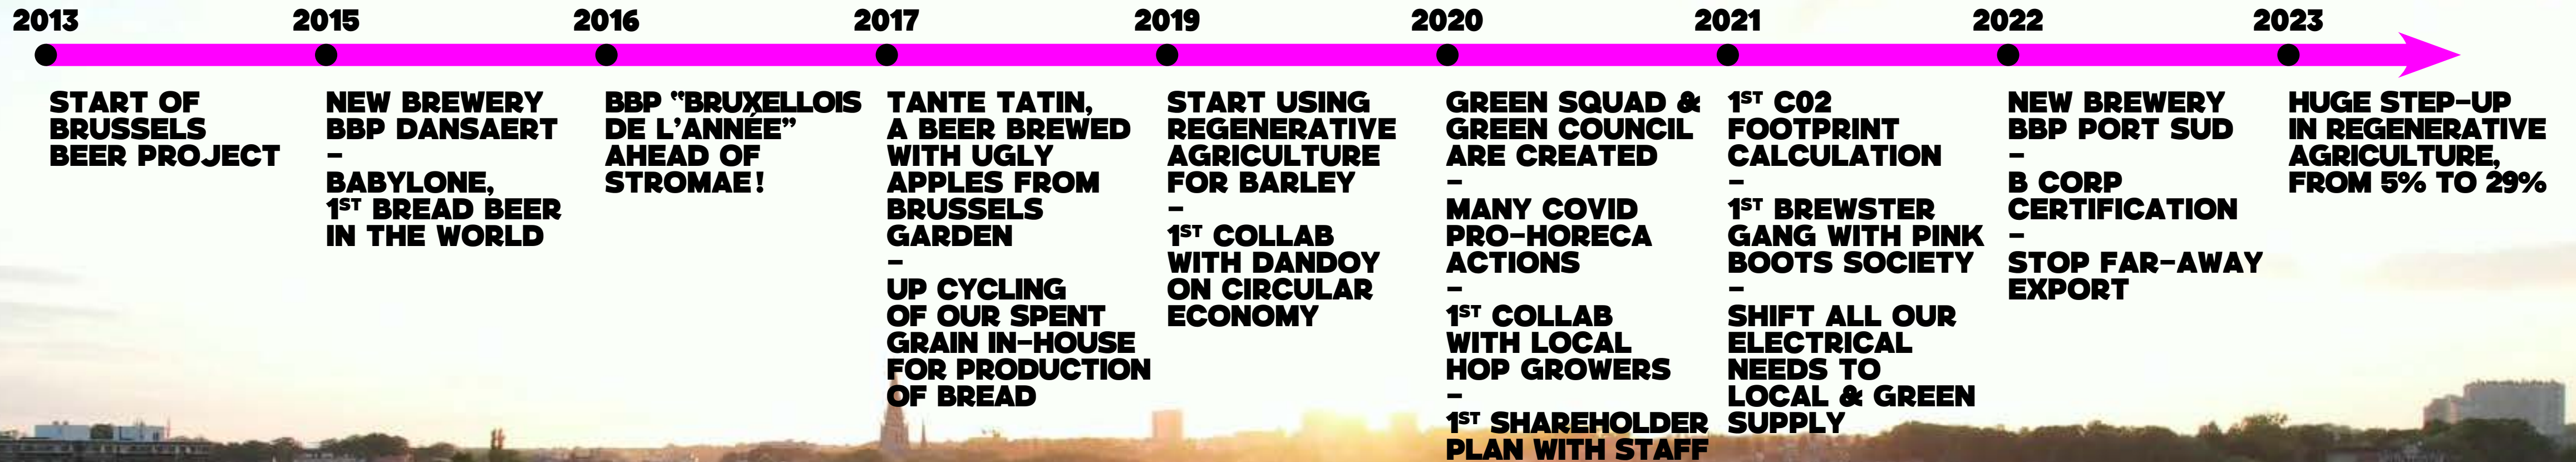 2013
START OF
BRUSSELS
BEER PROJECT
2015
NEW BREWERY
BBP DANSAERT
–
BABYLONE,
1ST BREAD BEER
IN THE WORLD
2016
BBP “BRUXELLOIS
DE L’ANNÉE”
AHEAD OF
STROMAE!
2017
TANTE TATIN,
A BEER BREWED
WITH UGLY
APPLES FROM
BRUSSELS
GARDEN
–
UP CYCLING
OF OUR SPENT
GRAIN IN-HOUSE
FOR PRODUCTION
OF BREAD
2019
START USING
REGENERATIVE
AGRICULTURE
FOR BARLEY
–
1ST COLLAB
WITH DANDOY
ON CIRCULAR
ECONOMY
2020
GREEN SQUAD &
GREEN COUNCIL
ARE CREATED
–
MANY COVID
PRO-HORECA
ACTIONS
–
1ST COLLAB
WITH LOCAL
HOP GROWERS
–
1ST SHAREHOLDER
PLAN WITH STAFF
2021
1ST C02
FOOTPRINT
CALCULATION
–
1ST BREWSTER
GANG WITH PINK
BOOTS SOCIETY
–
SHIFT ALL OUR
ELECTRICAL
NEEDS TO
LOCAL & GREEN
SUPPLY
2022
NEW BREWERY
BBP PORT SUD
–
B CORP
CERTIFICATION
–
STOP FAR-AWAY
EXPORT
2023
HUGE STEP-UP
IN REGENERATIVE
AGRICULTURE,
FROM 5% TO 29%